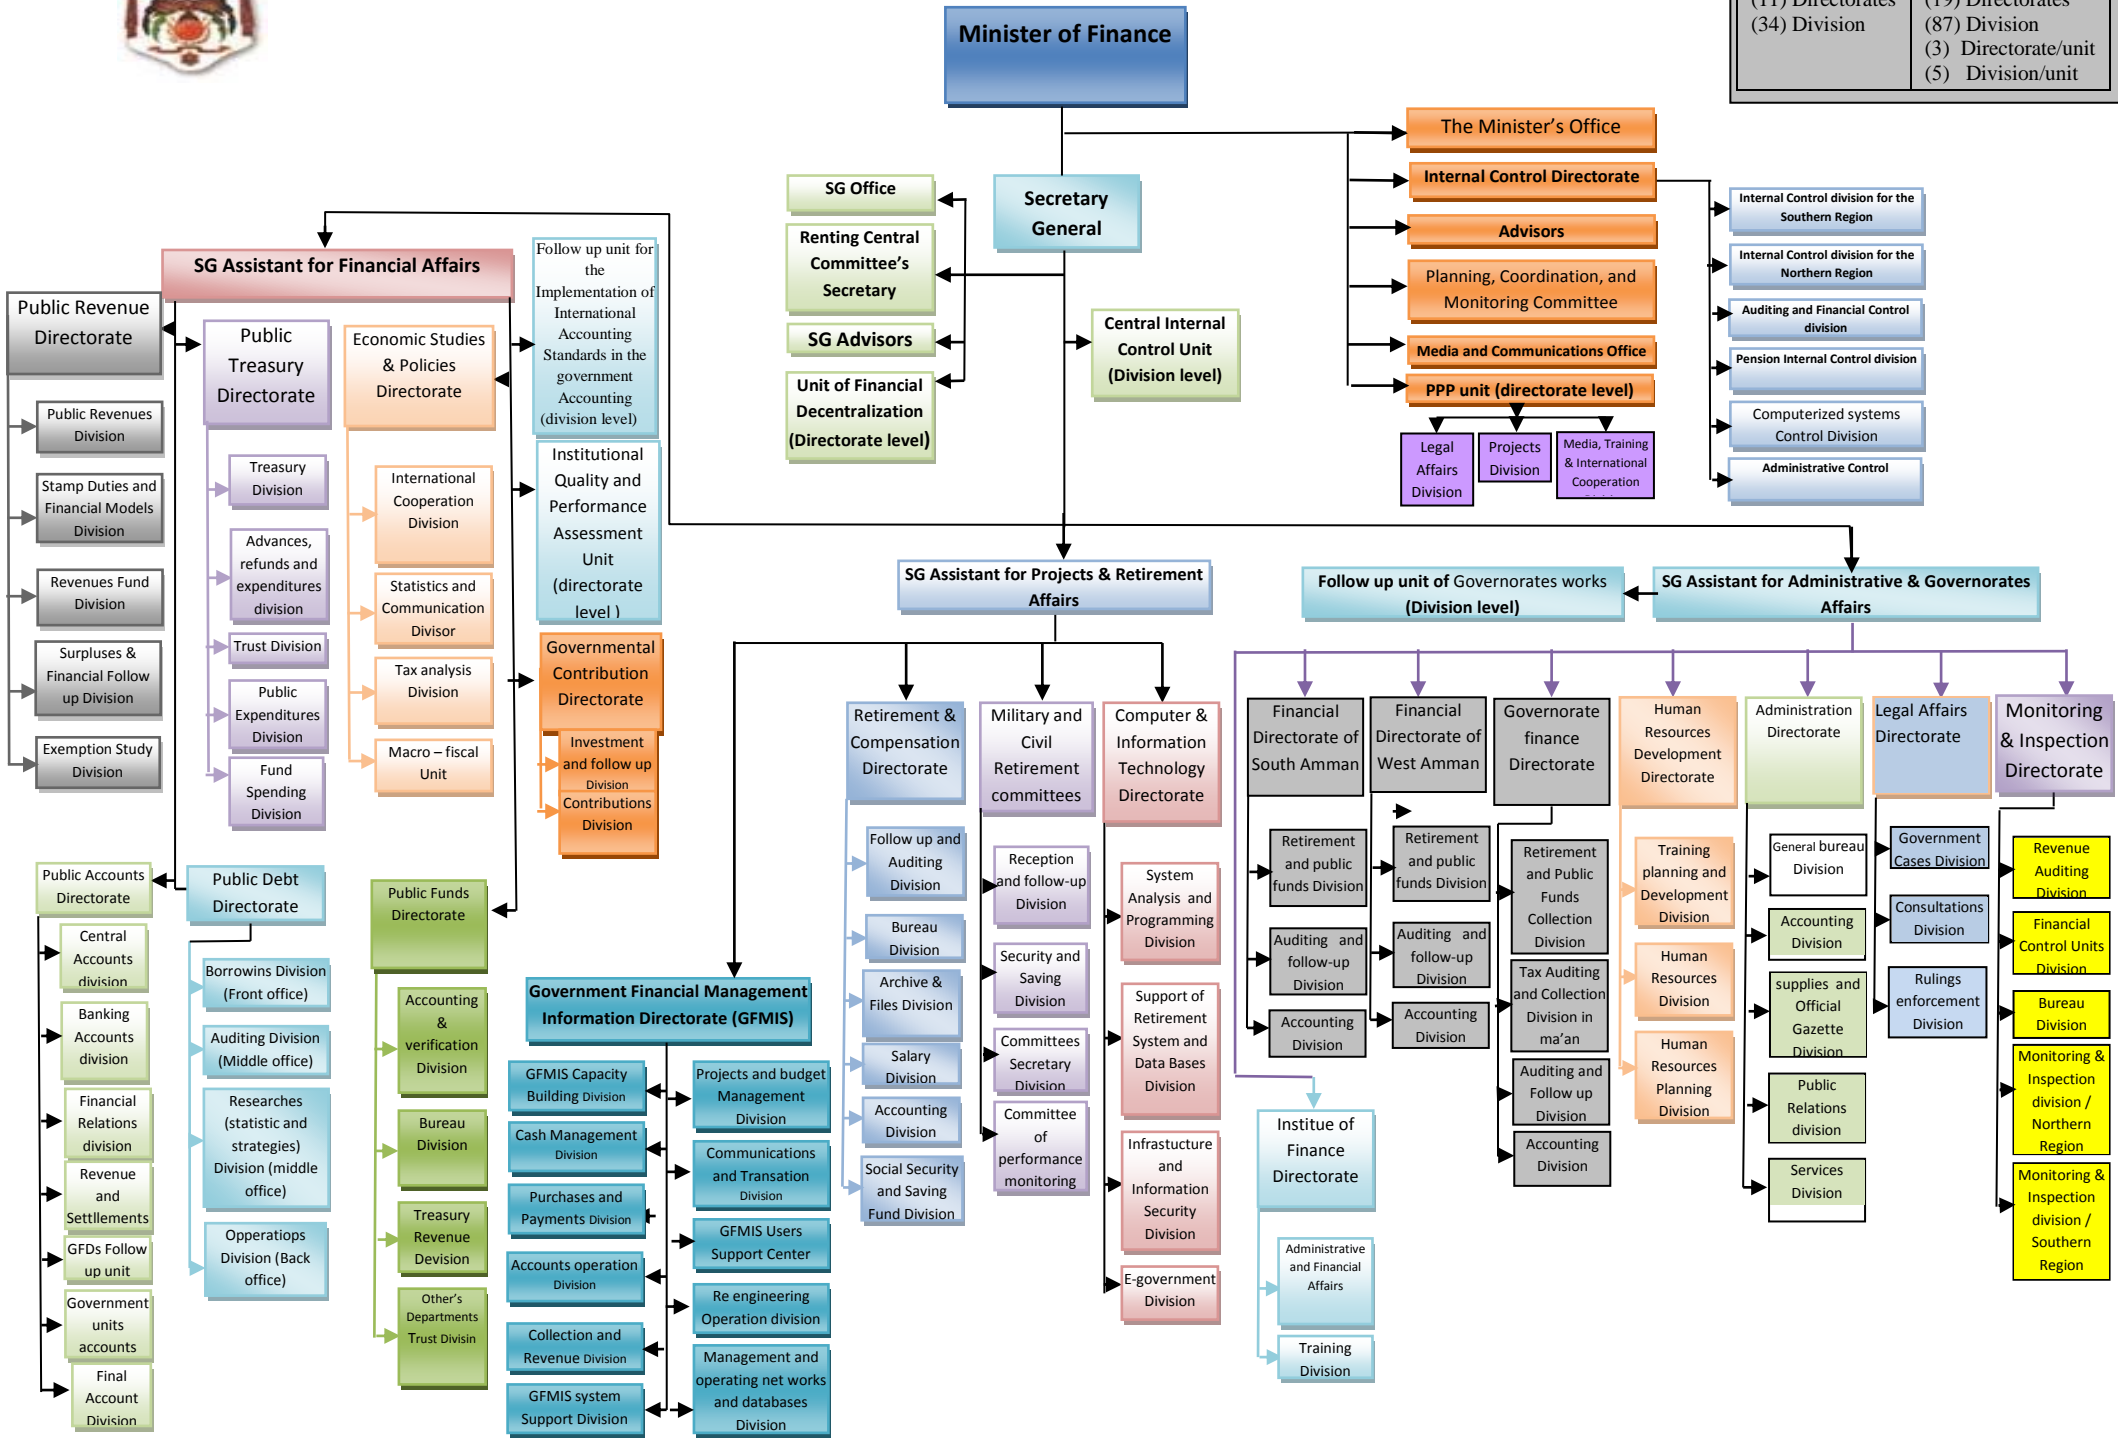 (11) Directorates
(34) Division
(19) Directorates
(87) Division
(3) Directorate/unit
(5) Division/unit
Minister of Finance
The Minister's Office
Internal Control Directorate
Advisors
Planning, Coordination, and
Monitoring Committee
Media and Communications Office
PPP unit (directorate level)
Legal
Affairs
Division
Projects
Division
Media, Training
& International
Cooperation
Internal Control division for the
Southern Region
Internal Control division for the
Northern Region
Auditing and Financial Control
division
Pension Internal Control division
Computerized systems
Control Division
Administrative Control
Secretary
General
SG Office
Renting Central
Committee's
Secretary
SG Advisors
Unit of Financial
Decentralization
(Directorate level)
Central Internal
Control Unit
(Division level)
SG Assistant for Financial Affairs
Public Revenue
Directorate
Public Revenues
Division
Stamp Duties and
Financial Models
Division
Revenues Fund
Division
Surpluses &
Financial Follow
up Division
Exemption Study
Division
Public
Treasury
Directorate
Treasury
Division
Advances,
refunds and
expenditures
division
Trust Division
Public
Expenditures
Division
Fund
Spending
Division
Economic Studies
& Policies
Directorate
International
Cooperation
Division
Statistics and
Communication
Divisor
Tax analysis
Division
Macro – fiscal
Unit
Follow up unit for
the
Implementation of
International
Accounting
Standards in the
government
Accounting
(division level)
Institutional
Quality and
Performance
Assessment
Unit
(directorate
level )
Governmental
Contribution
Directorate
Investment
and follow up
Division
Contributions
Division
Public Accounts
Directorate
Central
Accounts
division
Banking
Accounts
division
Financial
Relations
division
Revenue
and
Settllements
GFDs Follow
up unit
Government
units
accounts
Final
Account
Division
Public Debt
Directorate
Borrowins Division
(Front office)
Auditing Division
(Middle office)
Researches
(statistic and
strategies)
Division (middle
office)
Opperatiops
Division (Back
office)
Public Funds
Directorate
Accounting
&
verification
Division
Bureau
Division
Treasury
Revenue
Devision
Other's
Departments
Trust Divisin
SG Assistant for Projects & Retirement
Affairs
Government Financial Management
Information Directorate (GFMIS)
GFMIS Capacity
Building Division
Cash Management
Division
Purchases and
Payments Division
Accounts operation
Division
Collection and
Revenue Division
GFMIS system
Support Division
Projects and budget
Management
Division
Communications
and Transation
Division
GFMIS Users
Support Center
Re engineering
Operation division
Management and
operating net works
and databases
Division
Retirement &
Compensation
Directorate
Follow up and
Auditing
Division
Bureau
Division
Archive &
Files Division
Salary
Division
Accounting
Division
Social Security
and Saving
Fund Division
Military and
Civil
Retirement
committees
Reception
and follow-up
Division
Security and
Saving
Division
Committees
Secretary
Division
Committee
of
performance
monitoring
Computer &
Information
Technology
Directorate
System
Analysis and
Programming
Division
Support of
Retirement
System and
Data Bases
Division
Infrastucture
and
Information
Security
Division
E-government
Division
Follow up unit of Governorates works
(Division level)
SG Assistant for Administrative & Governorates
Affairs
Financial
Directorate of
South Amman
Retirement
and public
funds Division
Auditing and
follow-up
Division
Accounting
Division
Financial
Directorate of
West Amman
Retirement
and public
funds Division
Auditing and
follow-up
Division
Accounting
Division
Governorate
finance
Directorate
Retirement
and Public
Funds
Collection
Division
Tax Auditing
and Collection
Division in
ma'an
Auditing and
Follow up
Division
Accounting
Division
Human
Resources
Development
Directorate
Training
planning and
Development
Division
Human
Resources
Division
Human
Resources
Planning
Division
Administration
Directorate
General bureau
Division
Accounting
Division
supplies and
Official
Gazette
Division
Public
Relations
division
Services
Division
Legal Affairs
Directorate
Government
Cases Division
Consultations
Division
Rulings
enforcement
Division
Monitoring
& Inspection
Directorate
Revenue
Auditing
Division
Financial
Control Units
Division
Bureau
Division
Monitoring &
Inspection
division /
Northern
Region
Monitoring &
Inspection
division /
Southern
Region
Institue of
Finance
Directorate
Administrative
and Financial
Affairs
Training
Division